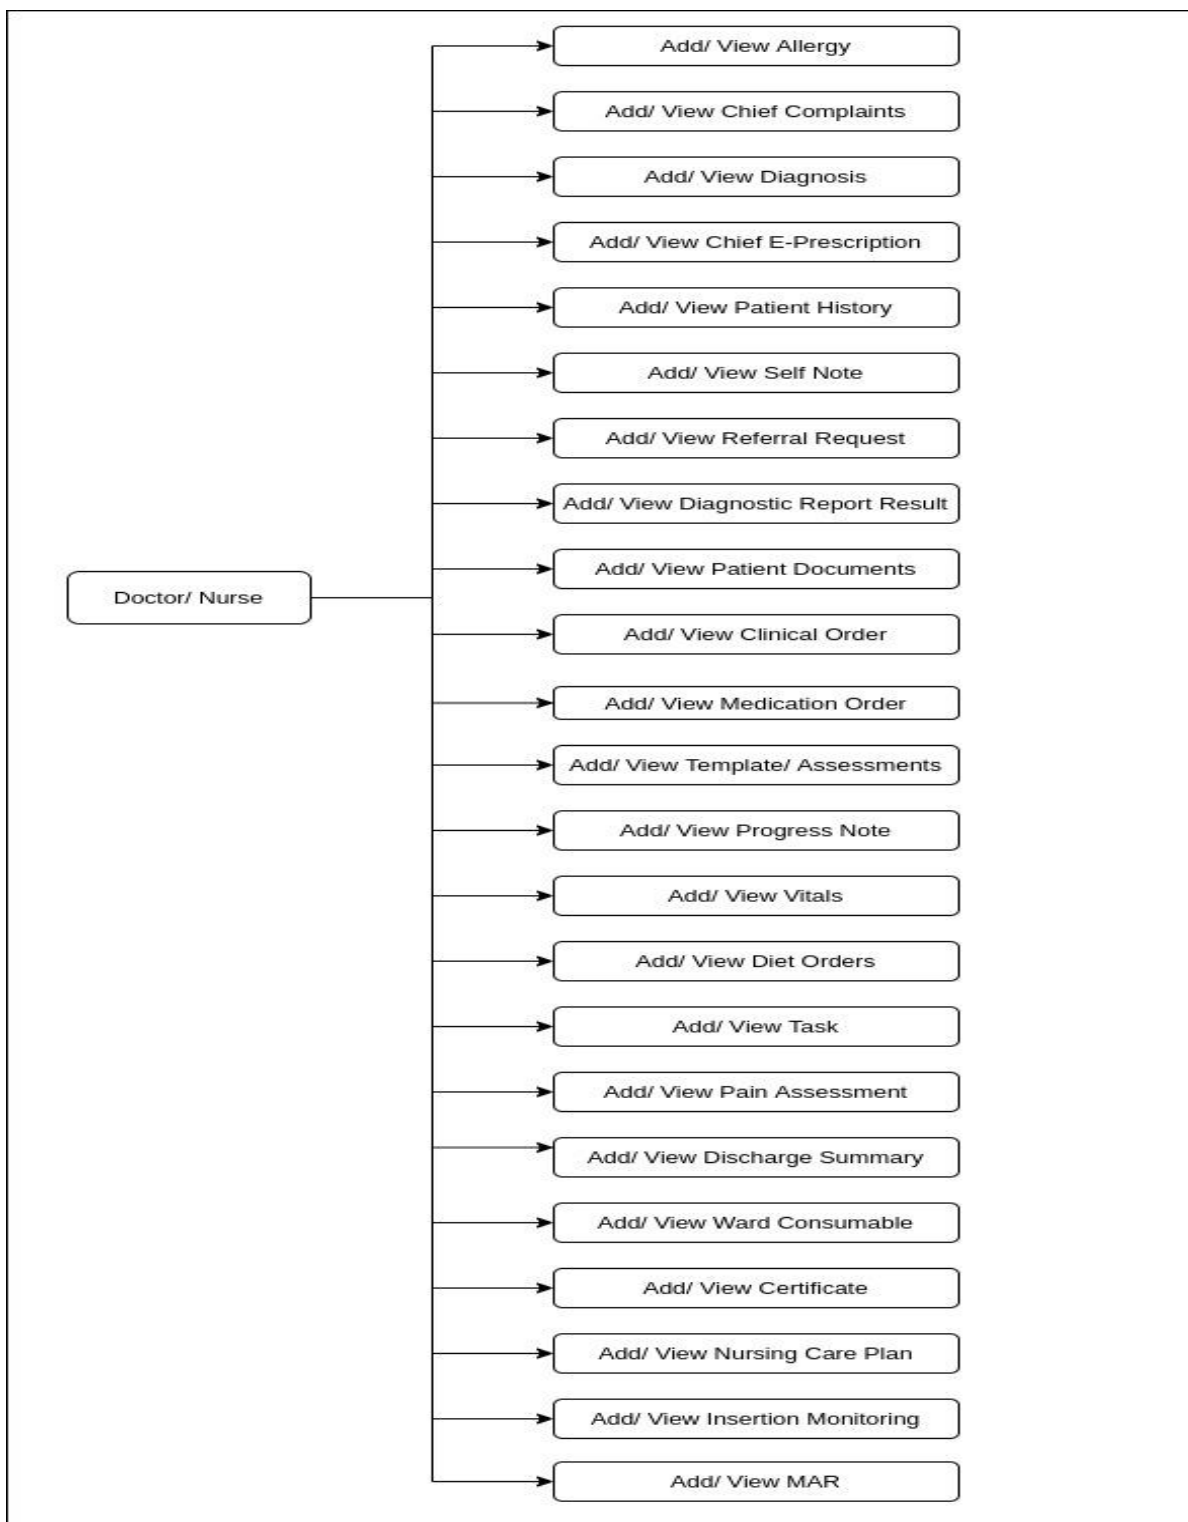 Add/ View Allergy
Add/ View Chief Complaints
Add/ View Diagnosis
Add/ View Chief E-Prescription
Add/ View Patient History
Add/ View Self Note
Add/ View Referral Request
Add/ View Diagnostic Report Result
Add/ View Patient Documents
Doctor/ Nurse
Add/ View Clinical Order
Add/ View Medication Order
Add/ View Template/ Assessments
Add/ View Progress Note
Add/ View Vitals
Add/ View Diet Orders
Add/ View Task
Add/ View Pain Assessment
Add/ View Discharge Summary
Add/ View Ward Consumable
Add/ View Certificate
Add/ View Nursing Care Plan
Add/ View Insertion Monitoring
Add/ View MAR